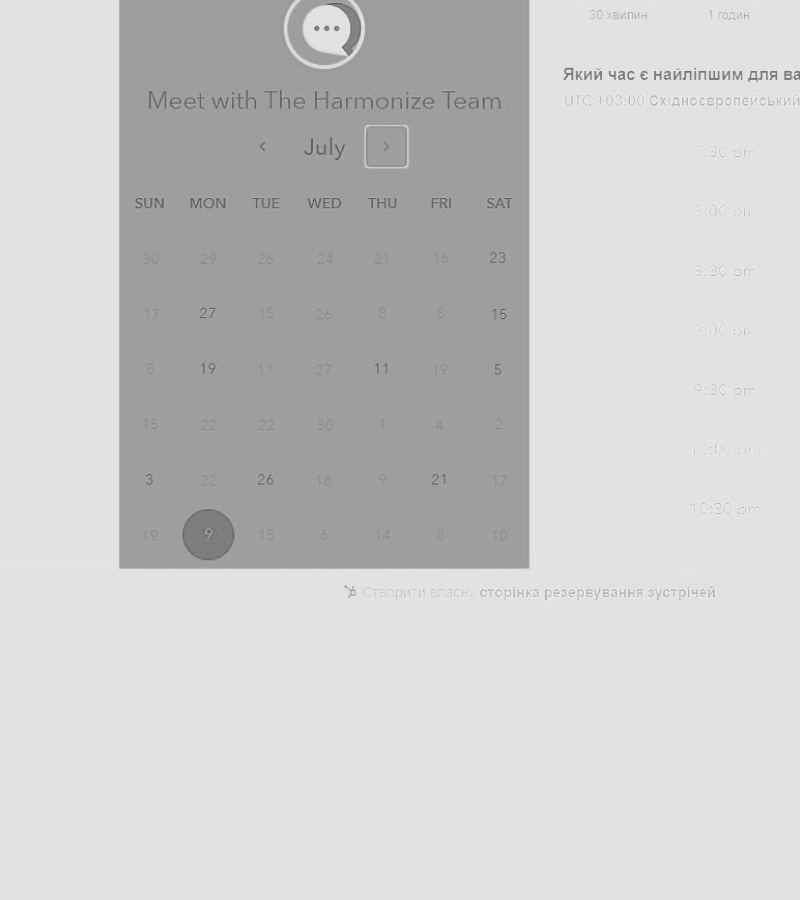 30 хвилин 1 годин
Meet with The Harmonize Team
Який час є найліпшим для ва
UTC +03:00 Східноєвропейський
July
7:30 pm
SUN MON TUE WED THU FRI SAT
8:00 pm
30 29 26 24 21 16 23
8:30 pm
17 27 15 26 8 8 15
9:00 pm
8 19 11 27 11 19 5
9:30 pm
15 22 22 30 1 4 2
10:00 pm
3 22 26 18 9 21 17
10:30 pm
19 9 15 6 14 8 10
Створити власну сторінка резервування зустрічей